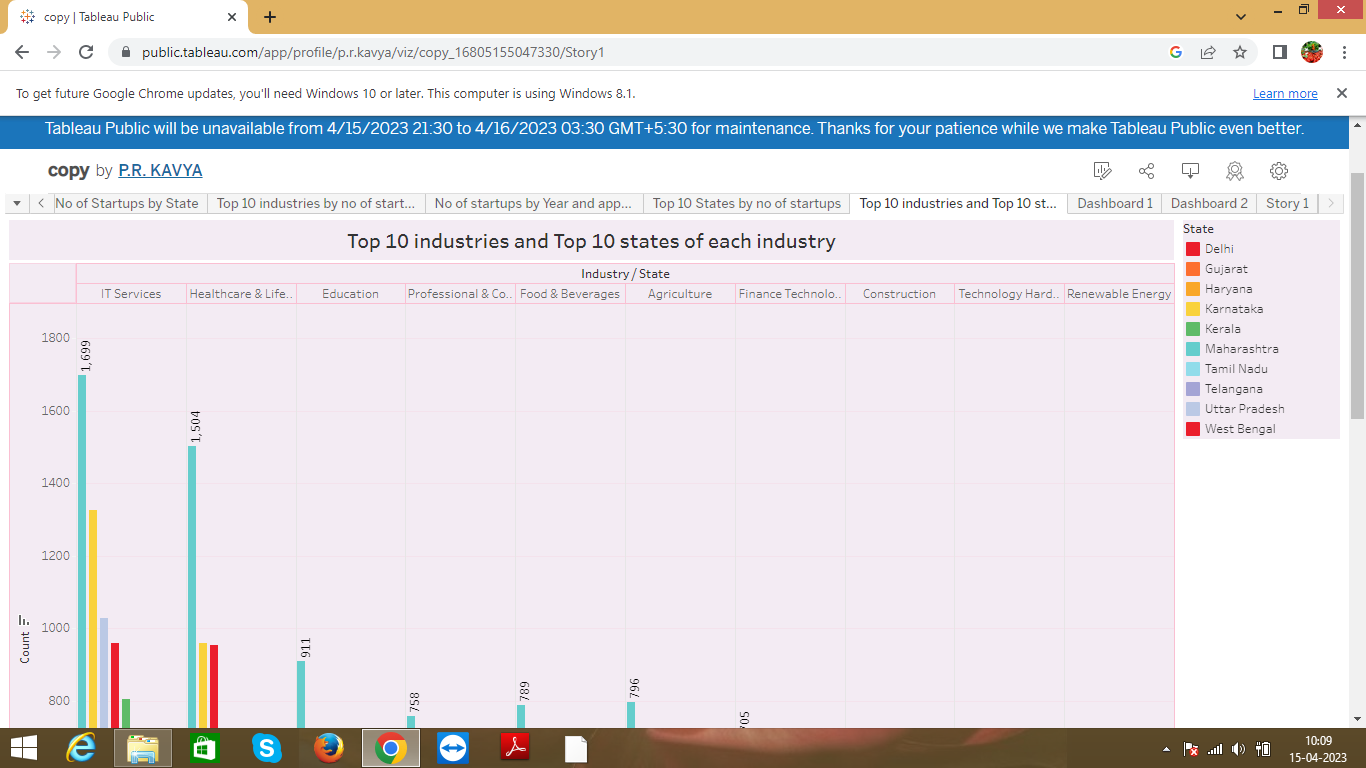 copy | Tableau Public
public.tableau.com/app/profile/p.r.kavya/viz/copy_16805155047330/Story1
To get future Google Chrome updates, you'll need Windows 10 or later. This computer is using Windows 8.1.
Learn more
Tableau Public will be unavailable from 4/15/2023 21:30 to 4/16/2023 03:30 GMT+5:30 for maintenance. Thanks for your patience while we make Tableau Public even better.
copy by P.R. KAVYA
No of Startups by State
Top 10 industries by no of start...
No of startups by Year and app...
Top 10 States by no of startups
Top 10 industries and Top 10 st...
Dashboard 1
Dashboard 2
Story 1
Top 10 industries and Top 10 states of each industry
Industry / State
IT Services
Healthcare & Life..
Education
Professional & Co..
Food & Beverages
Agriculture
Finance Technolo..
Construction
Technology Hard..
Renewable Energy
State
Delhi
Gujarat
Haryana
Karnataka
Kerala
Maharashtra
Tamil Nadu
Telangana
Uttar Pradesh
West Bengal
Count
1800
1600
1400
1200
1000
800
1,699
1,504
911
758
789
796
705
10:09
15-04-2023